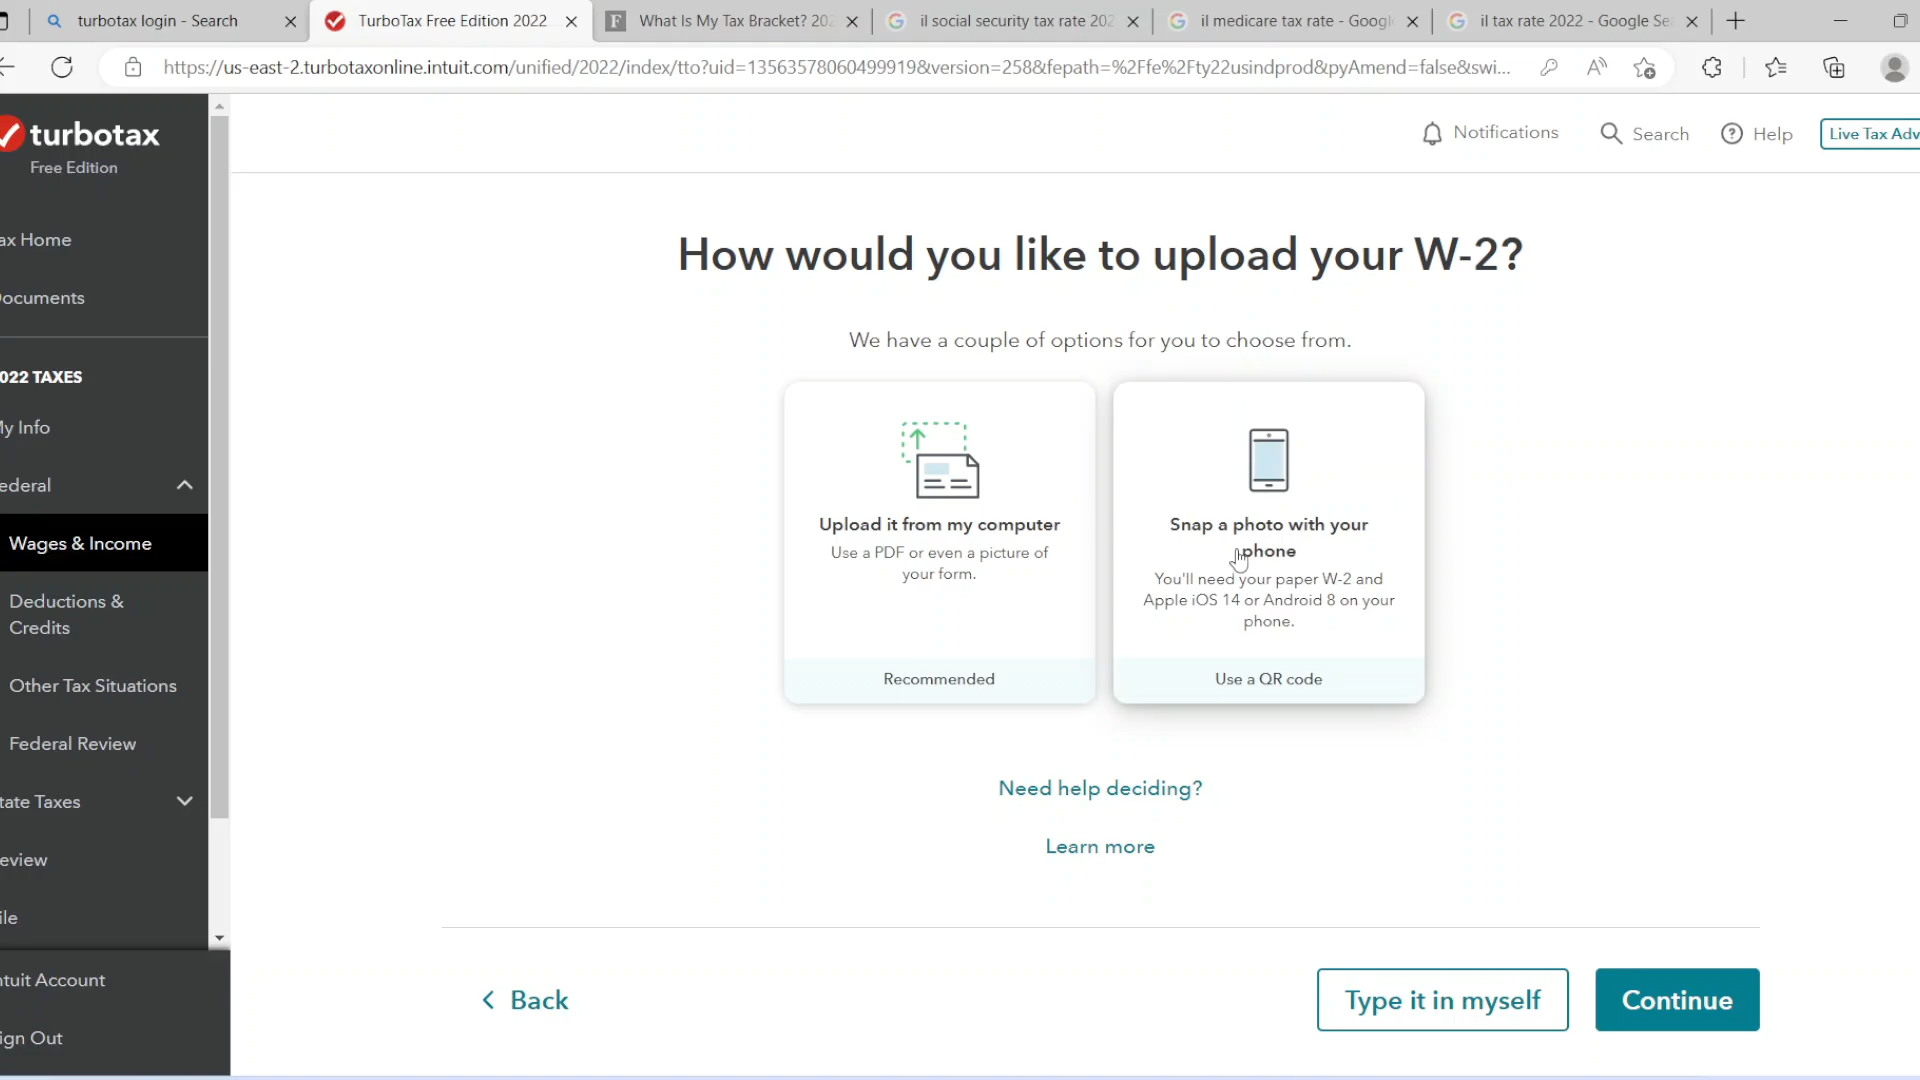 turbotax login - Search
TurboTax Free Edition 2022
What Is My Tax Bracket? 202
il social security tax rate 202
il medicare tax rate - Googl
il tax rate 2022 - Google Se
https://us-east-2.turbotaxonline.intuit.com/unified/2022/index/tto?uid=13563578060499919&version=258&fepath=%2Ffe%2Fty22usindprod&pyAmend=false&swi...
turbotax
Free Edition
Notifications
Search
Help
Live Tax Adv
ax Home
ocuments
022 TAXES
y Info
ederal
Wages & Income
Deductions &
Credits
Other Tax Situations
Federal Review
tate Taxes
eview
ile
ntuit Account
ign Out
How would you like to upload your W-2?
We have a couple of options for you to choose from.
Upload it from my computer
Use a PDF or even a picture of
your form.
Recommended
Snap a photo with your
phone
You'll need your paper W-2 and
Apple iOS 14 or Android 8 on your
phone.
Use a QR code
Need help deciding?
Learn more
Back
Type it in myself
Continue